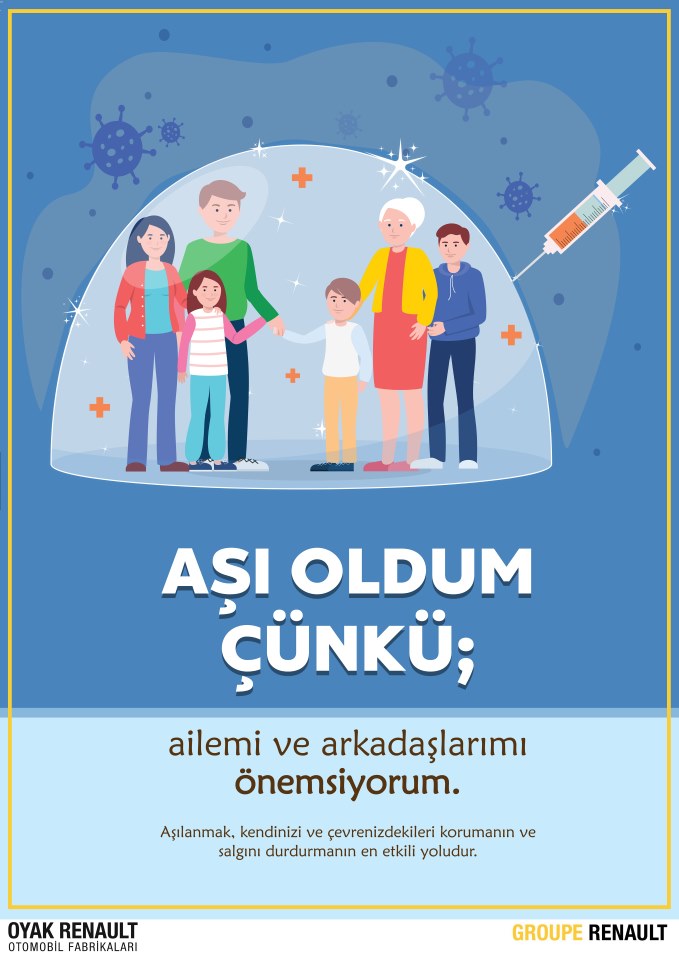 AŞI OLDUM
ÇÜNKÜ;
ailemi ve arkadaşlarımı
önemsiyorum.
Aşılanmak, kendinizi ve çevrenizdekileri korumanın ve
salgını durdurmanın en etkili yoludur.
OYAK RENAULT
OTOMOBİL FABRİKALARI
GROUPE RENAULT